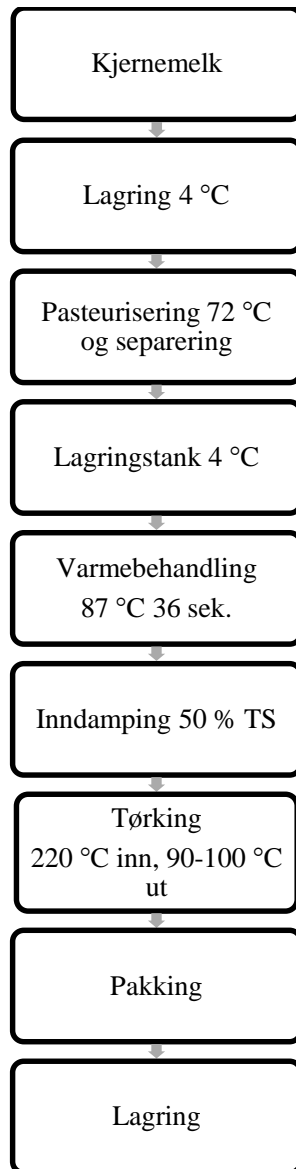 Kjernemelk
Lagring 4 °C
Pasteurisering 72 °C
og separering
Lagringstank 4 °C
Varmebehandling
87 °C 36 sek.
Inndamping 50 % TS
Tørking
220 °C inn, 90-100 °C
ut
Pakking
Lagring